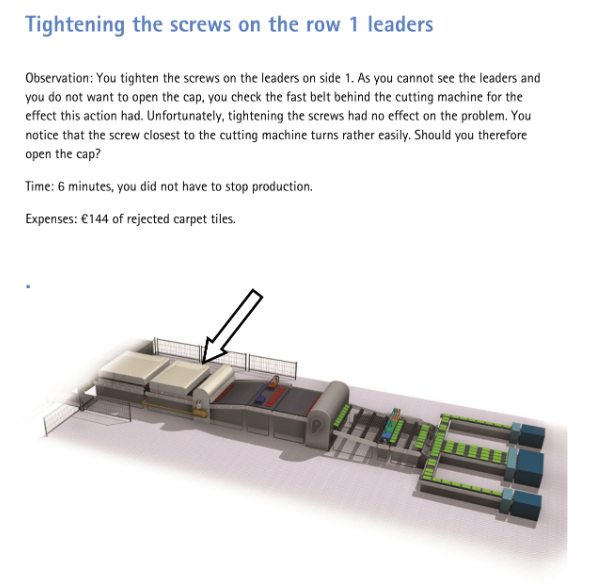 Tightening the screws on the row 1 leaders
Observation: You tighten the screws on the leaders on side 1. As you cannot see the leaders and
you do not want to open the cap, you check the fast belt behind the cutting machine for the
effect this action had. Unfortunately, tightening the screws had no effect on the problem. You
notice that the screw closest to the cutting machine turns rather easily. Should you therefore
open the cap?
Time: 6 minutes, you did not have to stop production.
Expenses: €144 of rejected carpet tiles.